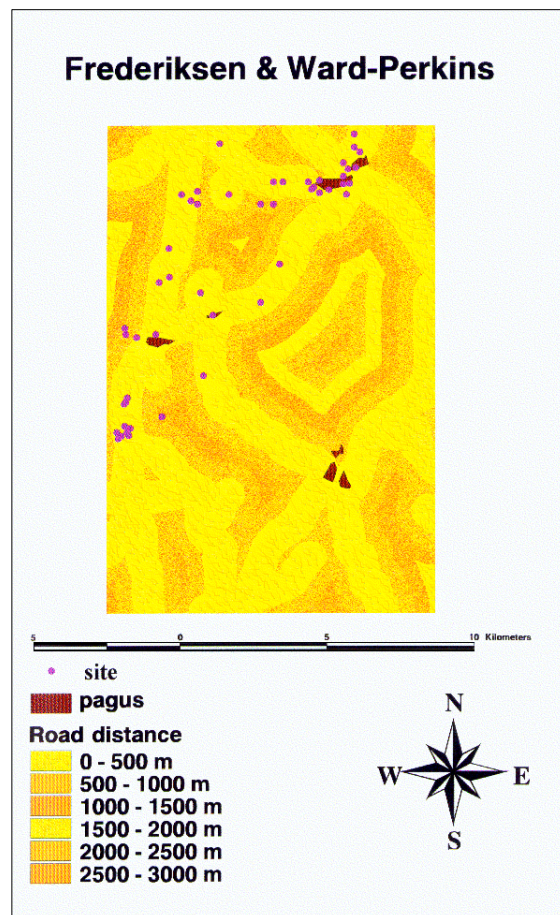 Frederiksen & Ward-Perkins
5 0 5 10 Kilometers
site
pagus
Road distance
0 - 500 m
500 - 1000 m
1000 - 1500 m
1500 - 2000 m
2000 - 2500 m
2500 - 3000 m
N
W E
S